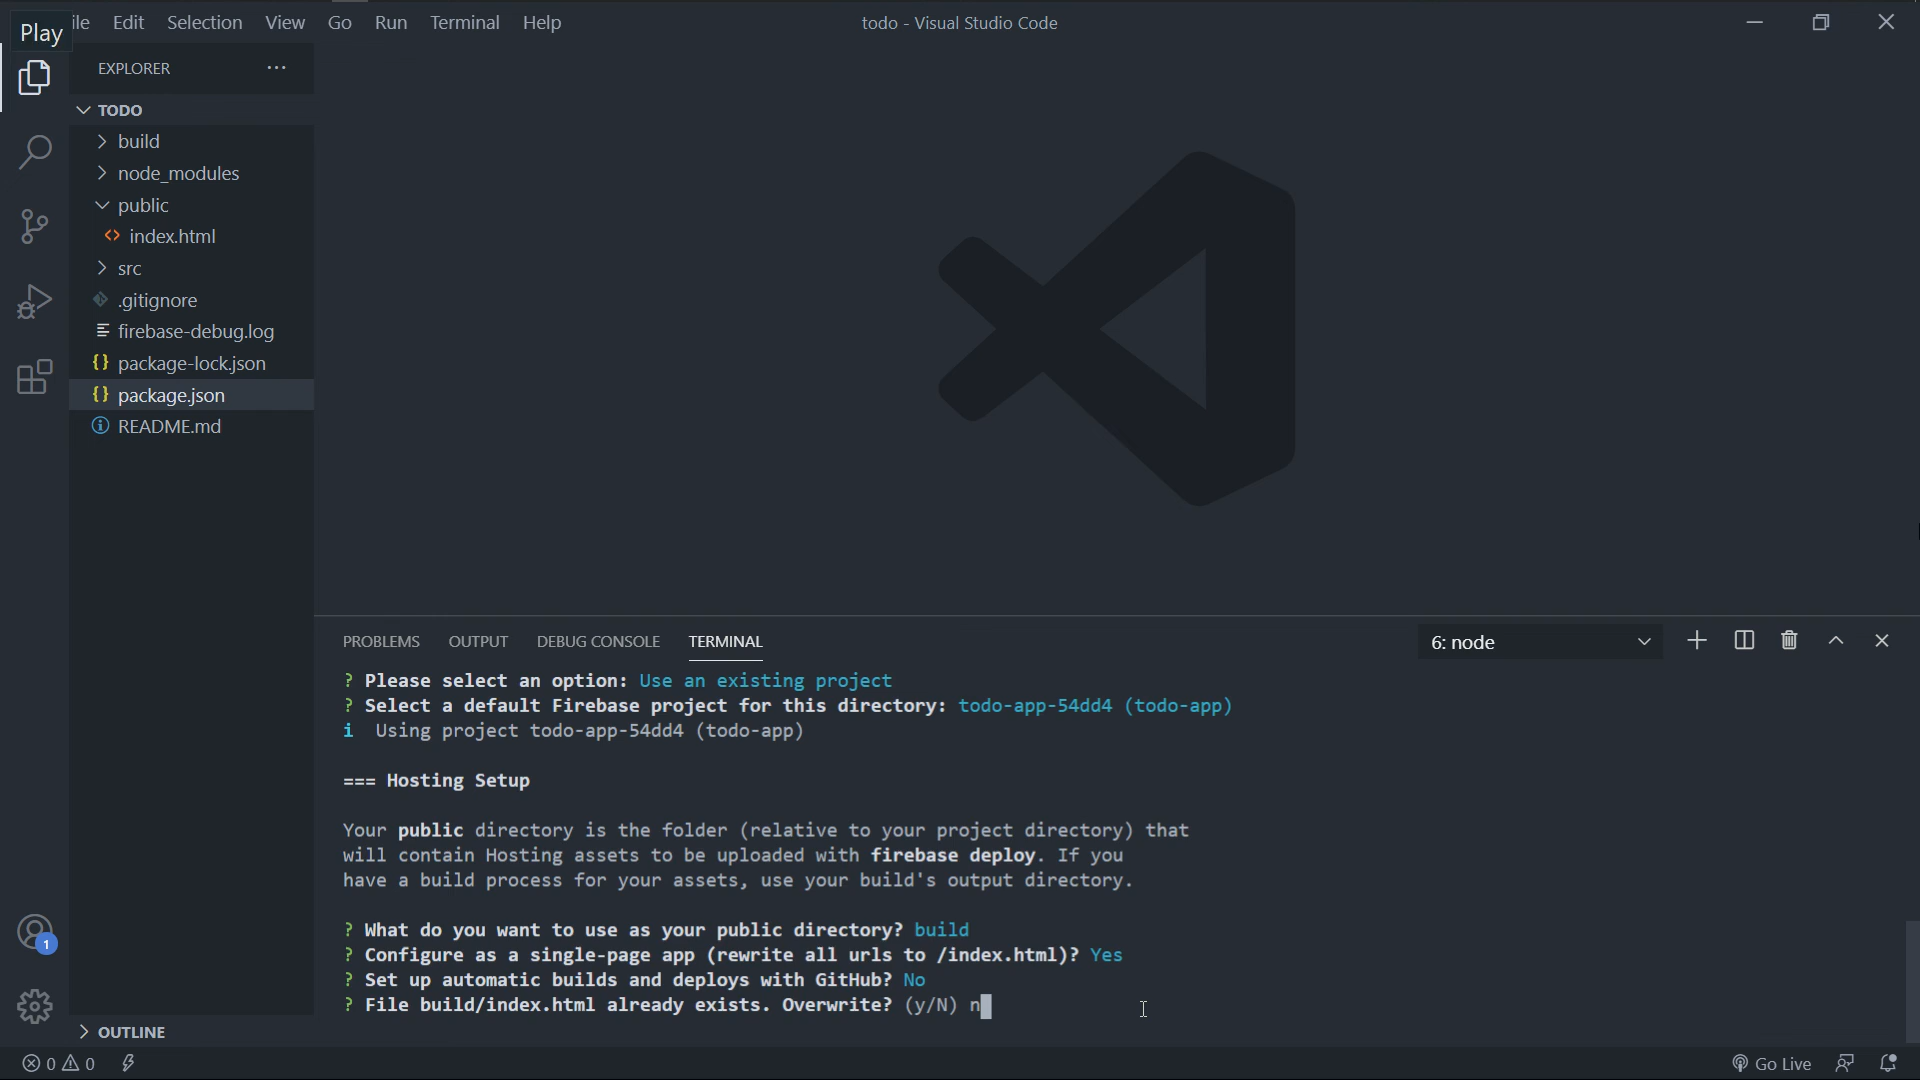 Play
ile Edit Selection View Go Run Terminal Help
todo - Visual Studio Code
EXPLORER
TODO
build
node_modules
public
index.html
src
.gitignore
firebase-debug.log
package-lock.json
package.json
README.md
PROBLEMS OUTPUT DEBUG CONSOLE TERMINAL
6: node
? Please select an option: Use an existing project
? Select a default Firebase project for this directory: todo-app-54dd4 (todo-app)
i Using project todo-app-54dd4 (todo-app)
=== Hosting Setup
Your public directory is the folder (relative to your project directory) that
will contain Hosting assets to be uploaded with firebase deploy. If you
have a build process for your assets, use your build's output directory.
? What do you want to use as your public directory? build
? Configure as a single-page app (rewrite all urls to /index.html)? Yes
? Set up automatic builds and deploys with GitHub? No
? File build/index.html already exists. Overwrite? (y/N) n
1
OUTLINE
0 0
Go Live